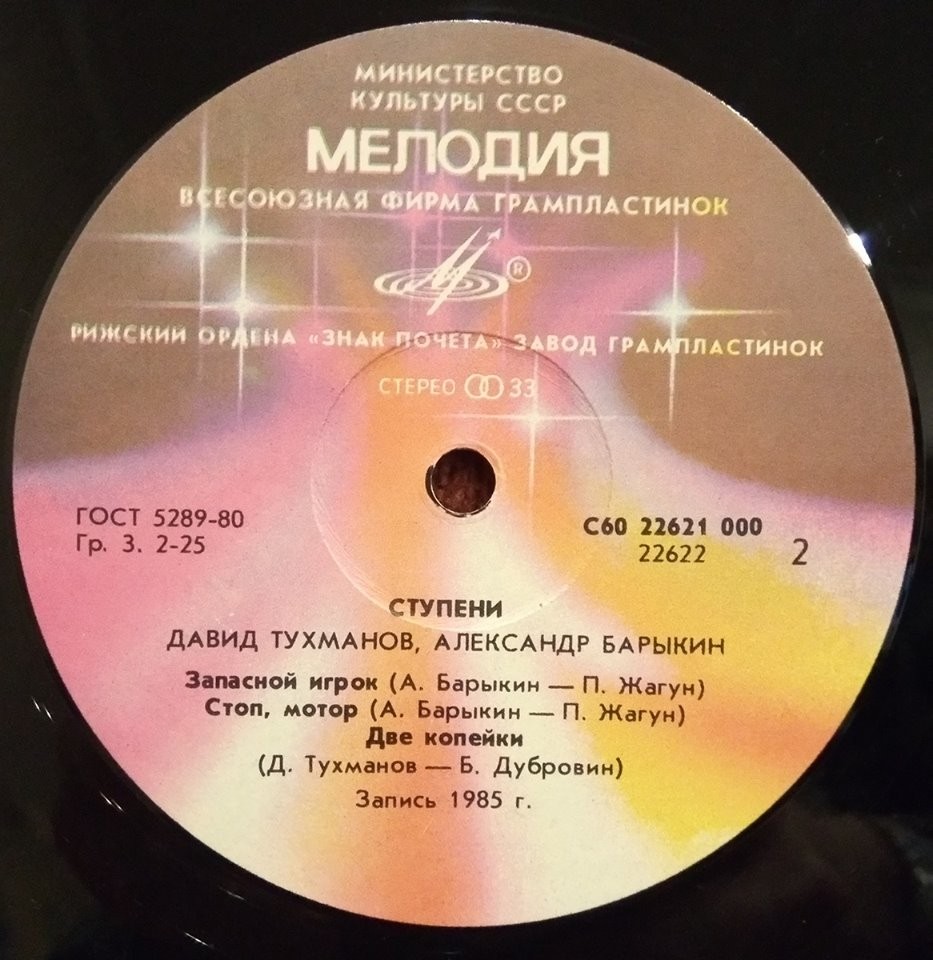 МИНИСТЕРСТВО
КУЛЬТУРЫ СССР
МЕЛОДИЯ
ВСЕСОЮЗНАЯ ФИРМА ГРАМПЛАСТИНОК
®
РИЖСКИЙ ОРДЕНА «ЗНАК ПОЧЕТА» ЗАВОД ГРАМПЛАСТИНОК
СТЕРЕО 33
ГОСТ 5289-80
Гр. 3. 2-25
С60 22621 000
22622
2
СТУПЕНИ
ДАВИД ТУХМАНОВ, АЛЕКСАНДР БАРЫКИН
Запасной игрок (А. Барыкин — П. Жагун)
Стоп, мотор (А. Барыкин — П. Жагун)
Две копейки
(Д. Тухманов — Б. Дубровин)
Запись 1985 г.